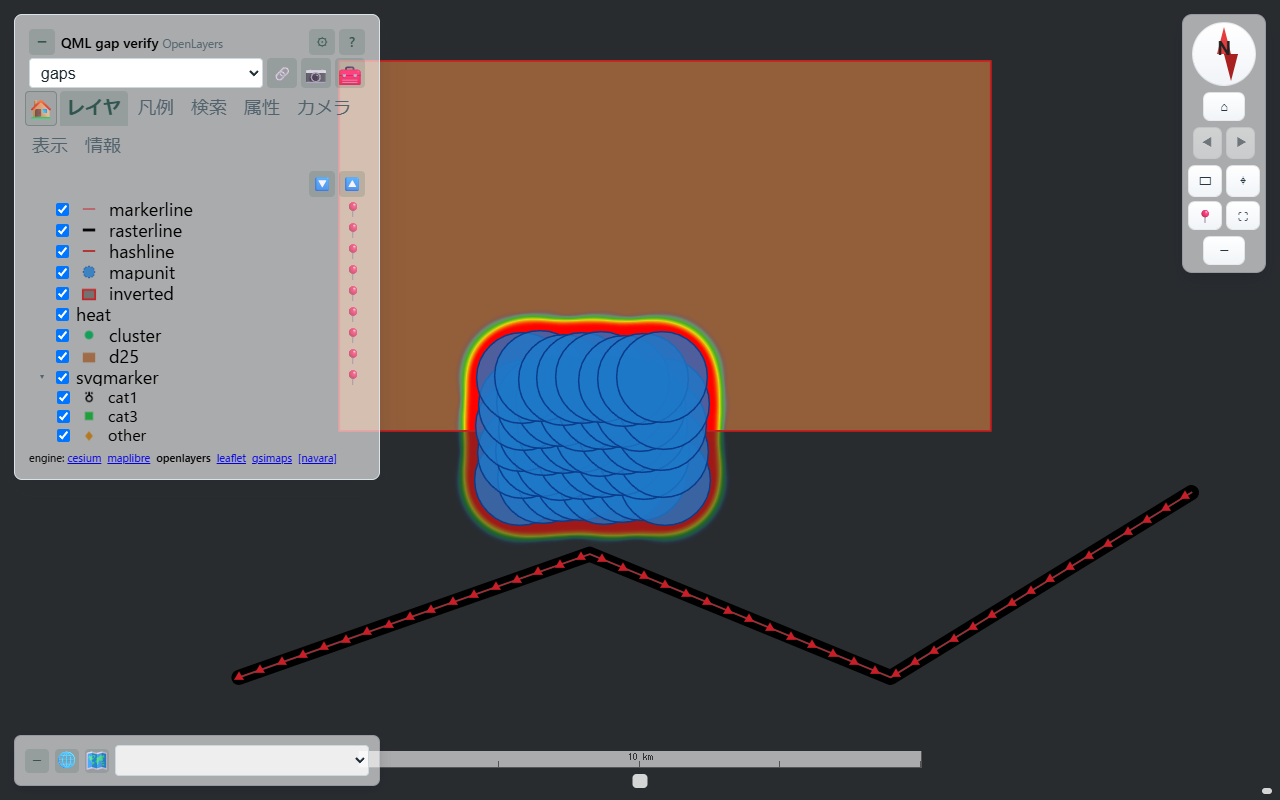 − QML gap verify OpenLayers ⚙ ?
gaps
レイヤ 凡例 検索 属性 カメラ
表示 情報
markerline
rasterline
hashline
mapunit
inverted
heat
cluster
d25
svgmarker
cat1
cat3
other
engine: cesium maplibre openlayers leaflet gsimaps [navara]
N
10 km